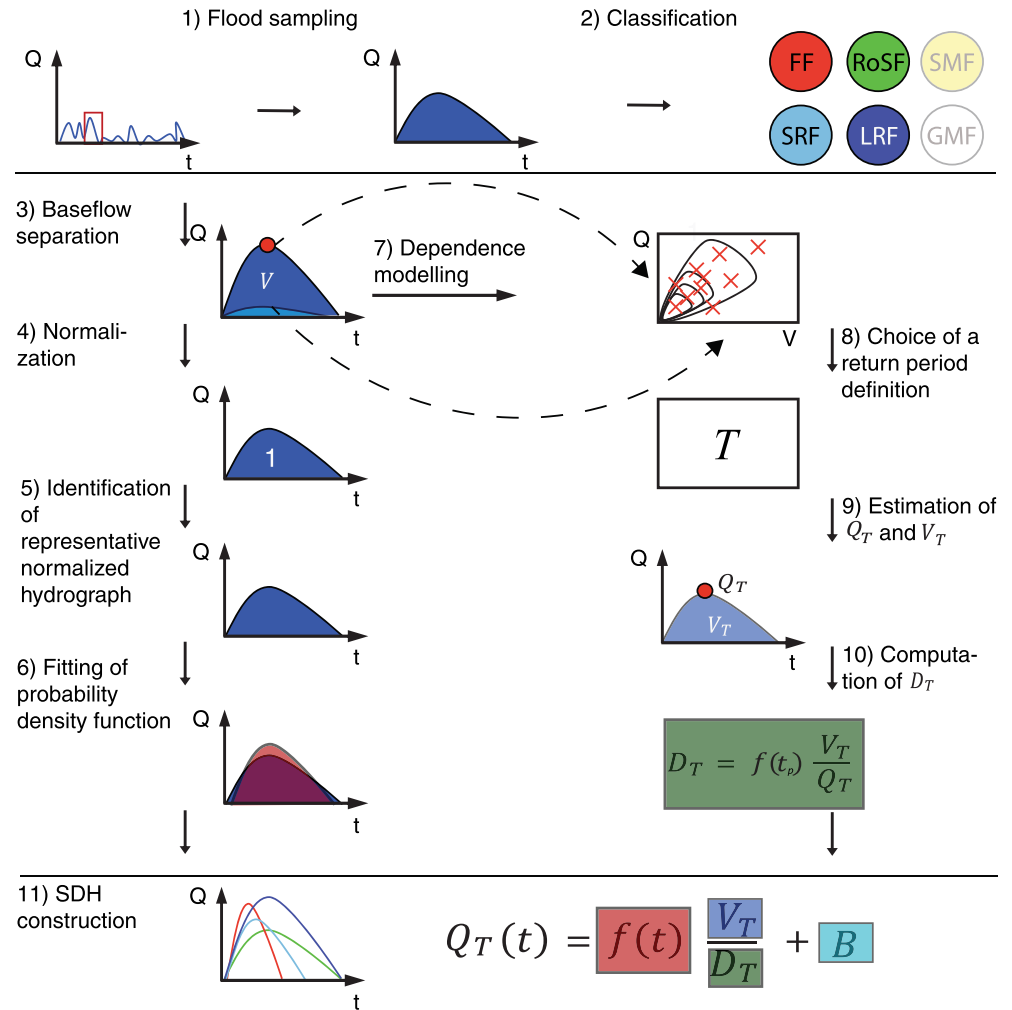 1) Flood sampling
2) Classification
Q
t
Q
t
FF
RoSF
SMF
SRF
LRF
GMF
3) Baseflow
separation
Q
V
t
7) Dependence
modelling
Q
V
4) Normali-
zation
8) Choice of a
return period
definition
Q
1
t
T
5) Identification
of
representative
normalized
hydrograph
9) Estimation of
Q_T and V_T
Q
t
Q
Q_T
V_T
t
6) Fitting of
probability
density function
10) Computa-
tion of D_T
Q
t
D_T = f(t_p) V_T / Q_T
11) SDH
construction
Q
t
Q_T(t) = f(t) V_T / D_T + B